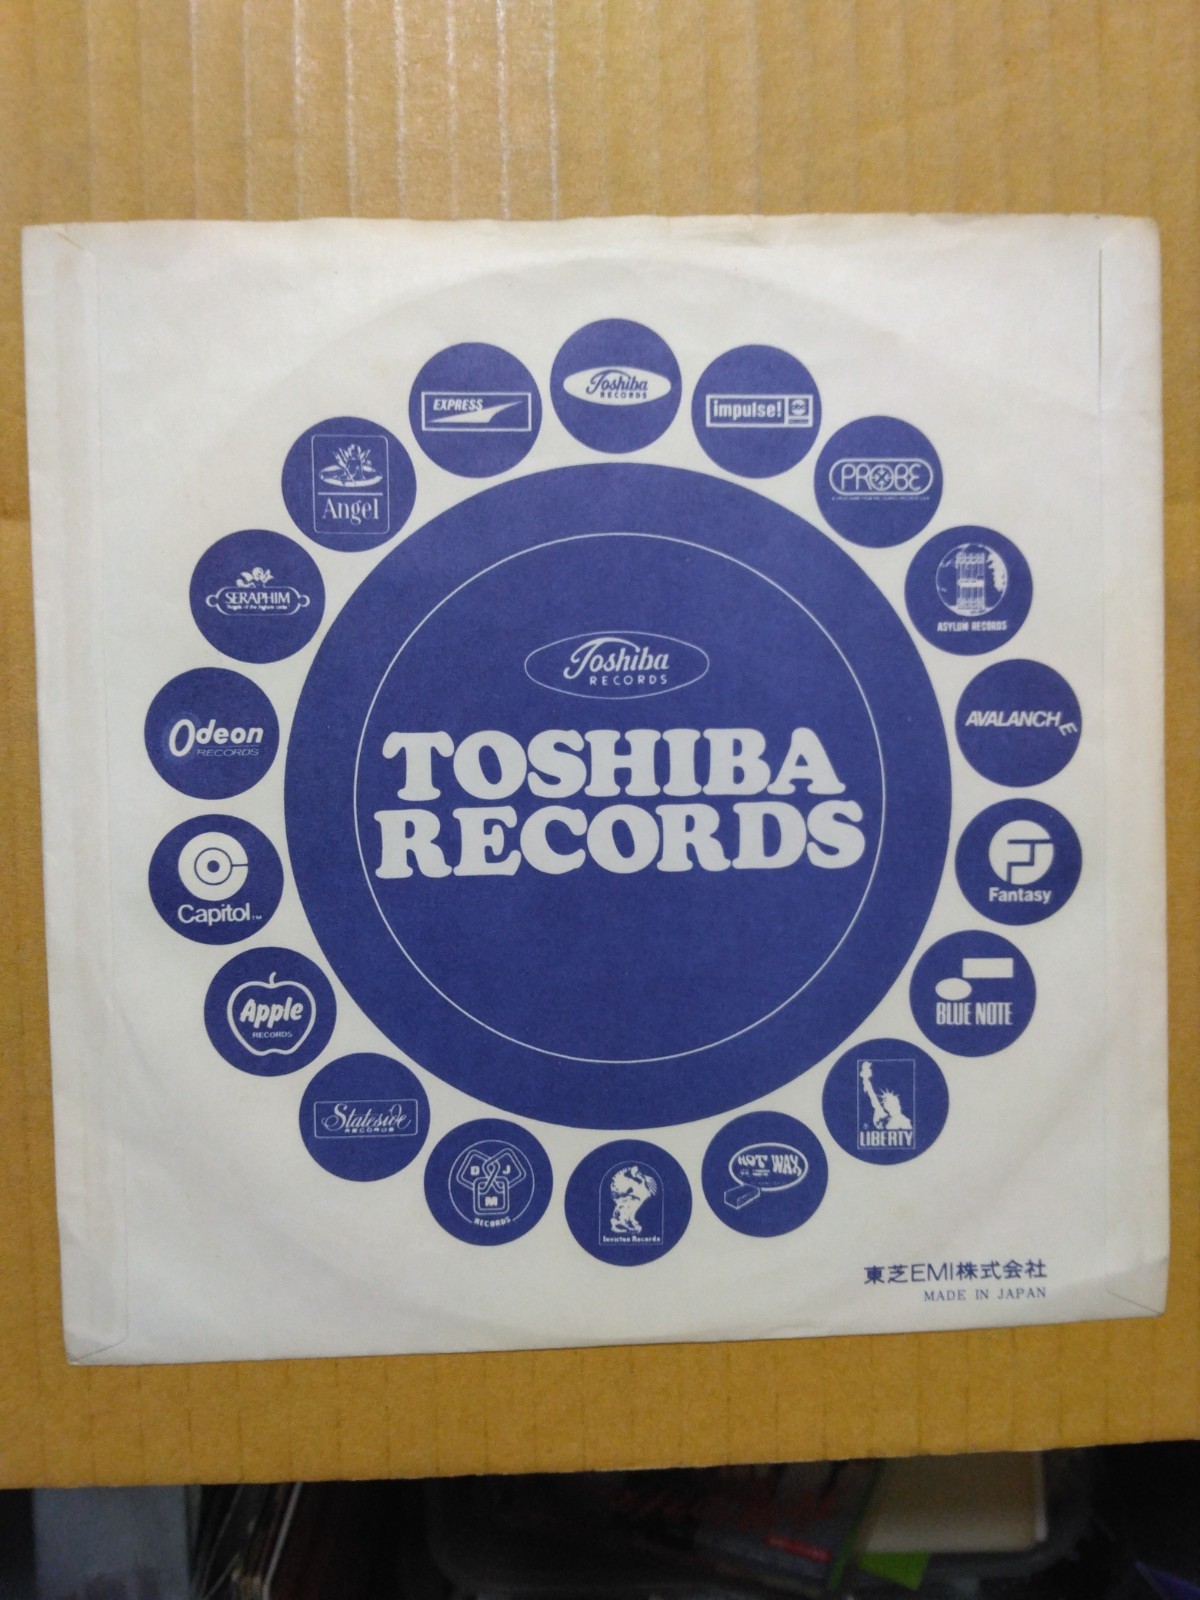 Toshiba
RECORDS
TOSHIBA
RECORDS
Toshiba
RECORDS
impulse!
PROBE
ASYLUM RECORDS
AVALANCHE
Fantasy
BLUE NOTE
LIBERTY
HOT WAX
Invictus Records
D J
M
RECORDS
Stateside
RECORDS
Apple
RECORDS
Capitol™
Odeon
RECORDS
SERAPHIM
Angel
EXPRESS
東芝EMI株式会社
MADE IN JAPAN